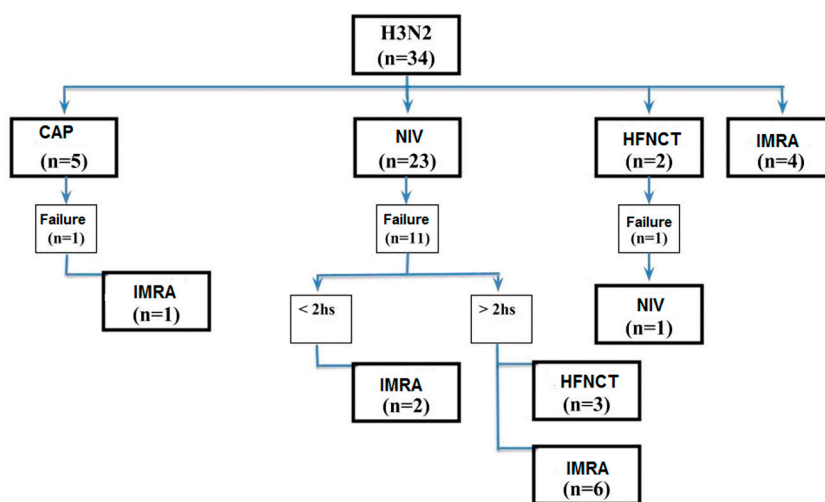 H3N2
(n=34)
CAP
(n=5)
NIV
(n=23)
HFNCT
(n=2)
IMRA
(n=4)
Failure
(n=1)
Failure
(n=11)
Failure
(n=1)
IMRA
(n=1)
< 2hs
> 2hs
NIV
(n=1)
IMRA
(n=2)
HFNCT
(n=3)
IMRA
(n=6)